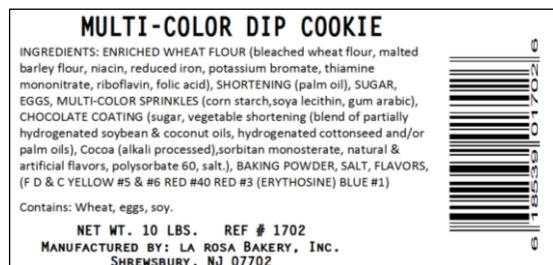 MULTI-COLOR DIP COOKIE
INGREDIENTS: ENRICHED WHEAT FLOUR (bleached wheat flour, malted
barley flour, niacin, reduced iron, potassium bromate, thiamine
mononitrate, riboflavin, folic acid), SHORTENING (palm oil), SUGAR,
EGGS, MULTI-COLOR SPRINKLES (corn starch,soya lecithin, gum arabic),
CHOCOLATE COATING (sugar, vegetable shortening (blend of partially
hydrogenated soybean & coconut oils, hydrogenated cottonseed and/or
palm oils), Cocoa (alkali processed),sorbitan monosterate, natural &
artificial flavors, polysorbate 60, salt.), BAKING POWDER, SALT, FLAVORS,
(F D & C YELLOW #5 & #6 RED #40 RED #3 (ERYTHOSINE) BLUE #1)
Contains: Wheat, eggs, soy.
NET WT. 10 LBS. REF # 1702
MANUFACTURED BY: LA ROSA BAKERY, INC.
SHREWSBURY, NJ 07702
6 18539 01702 6